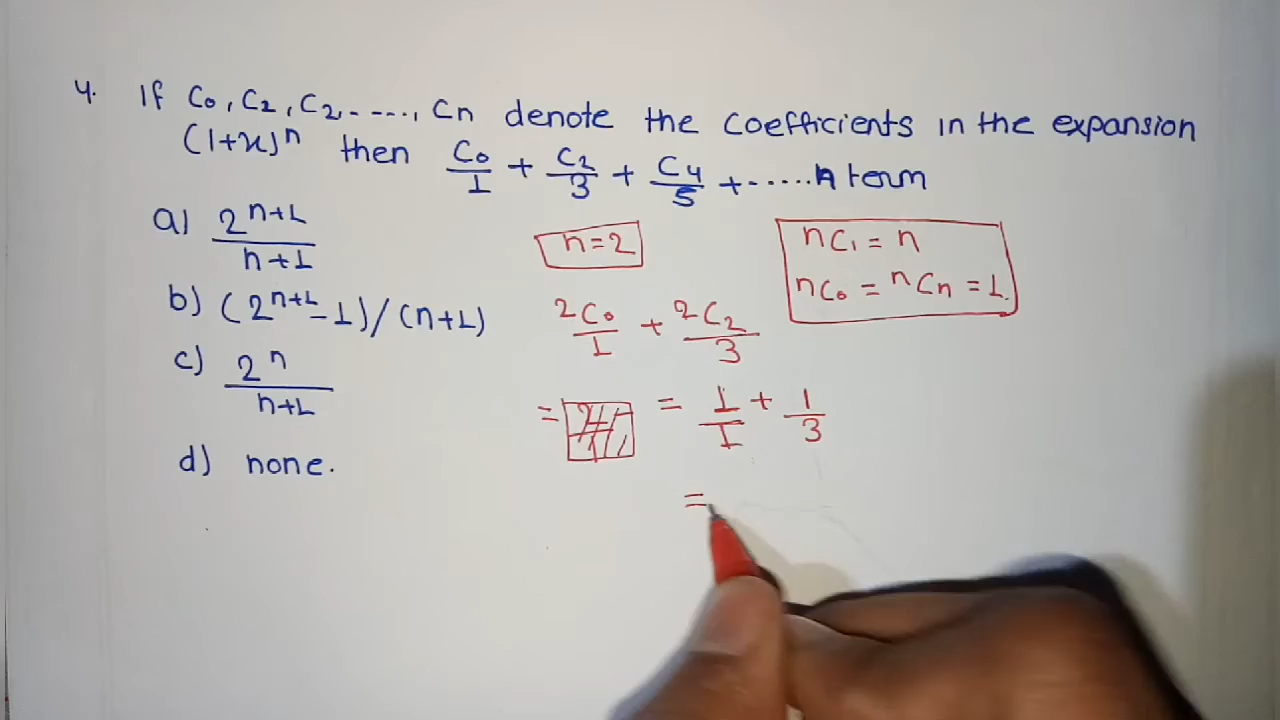 4. If C₀, C₂, C₂, ....., Cn denote the coefficients in the expansion
(1+x)ⁿ then C₀/1 + C₂/3 + C₄/5 + ...... n term
a) 2ⁿ⁺¹/n+1
b) (2ⁿ⁺¹-1)/(n+1)
c) 2ⁿ/n+1
d) none.
n=2
nC₁ = n
nC₀ = ⁿCn = 1.
²C₀/1 + ²C₂/3
= = 1/1 + 1/3
=